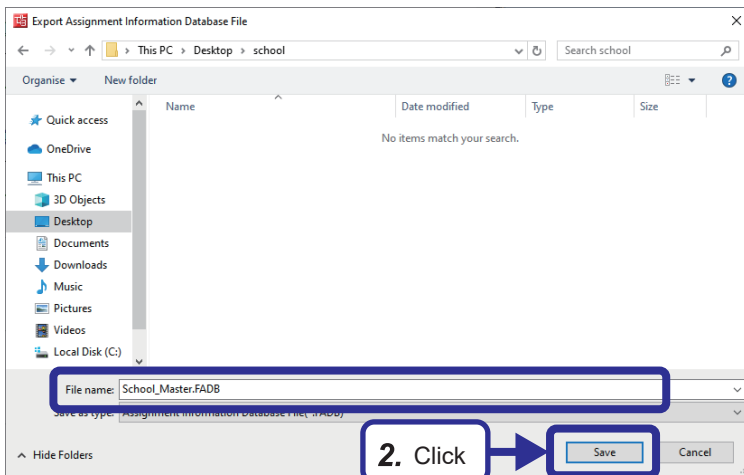 Export Assignment Information Database File
This PC > Desktop > school
Search school
Organise
New folder
Name
Date modified
Type
Size
No items match your search.
Quick access
OneDrive
This PC
3D Objects
Desktop
Documents
Downloads
Music
Pictures
Videos
Local Disk (C:)
File name: School_Master.FADB
Save as type: Assignment Information Database File(*.FADB)
2. Click
Save
Cancel
Hide Folders